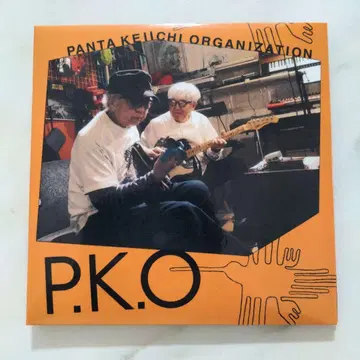 PANTA KEIICHI ORGANIZATION
P.K.O